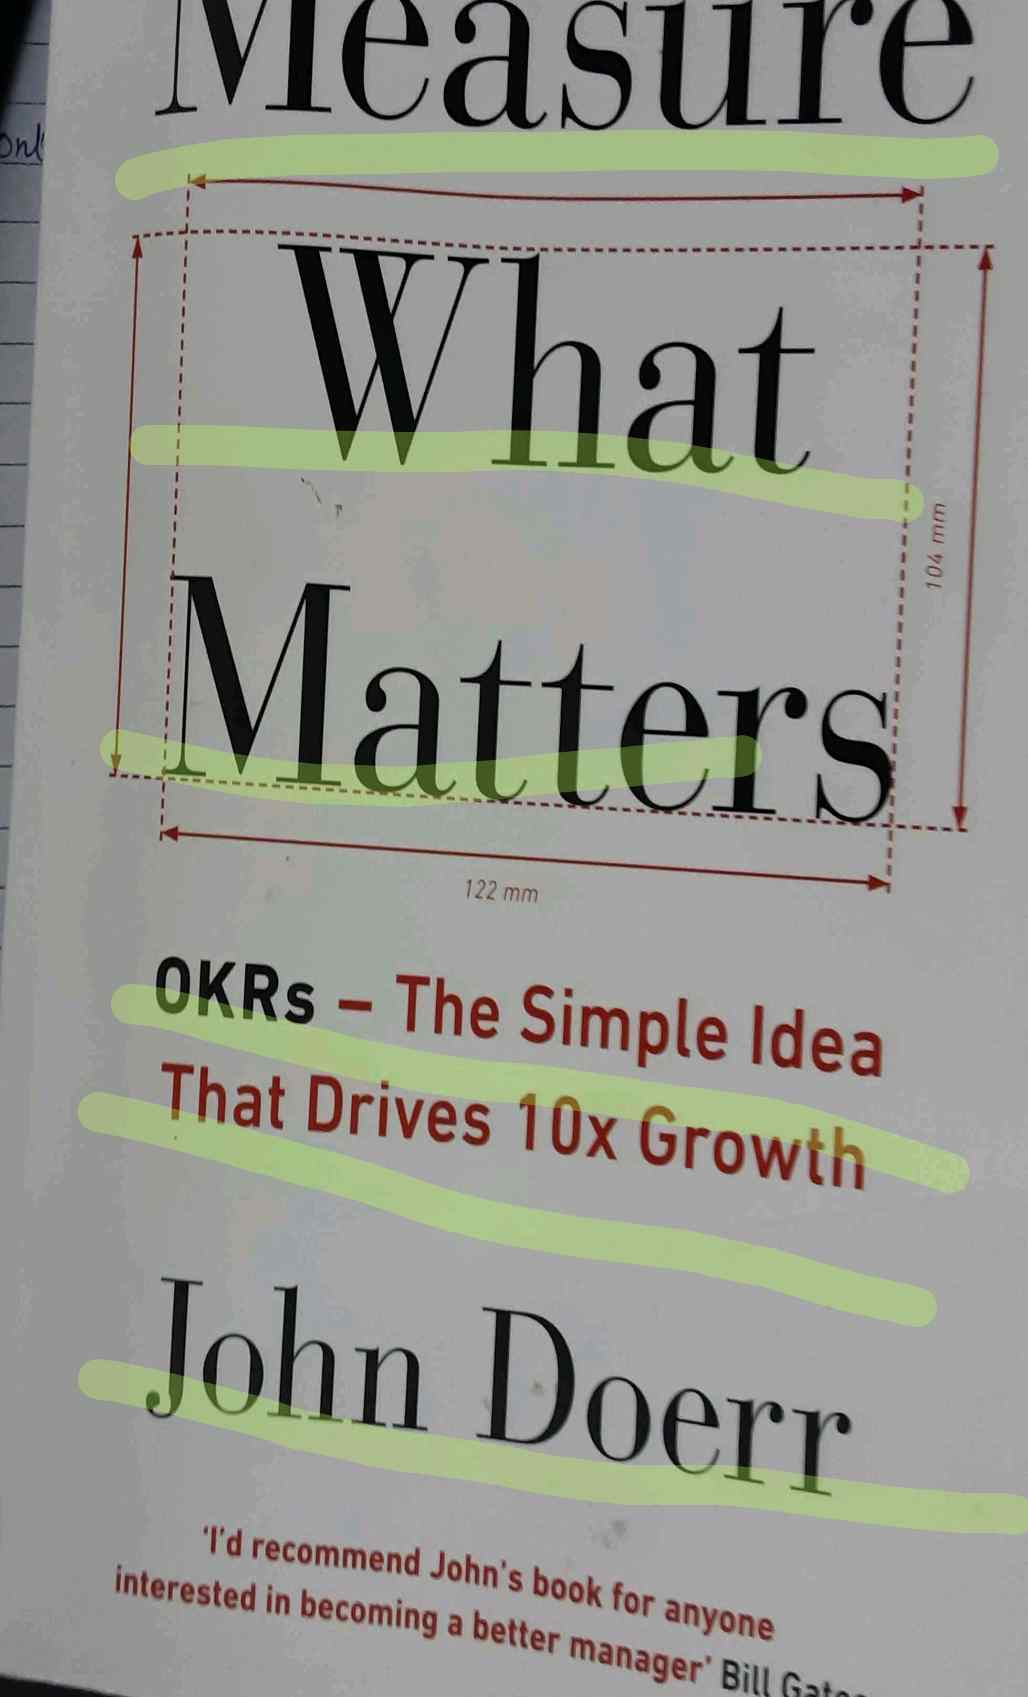 onl
Measure
What
104 mm
Matters
122 mm
OKRs – The Simple Idea
That Drives 10x Growth
John Doerr
‘I’d recommend John’s book for anyone
interested in becoming a better manager’ Bill